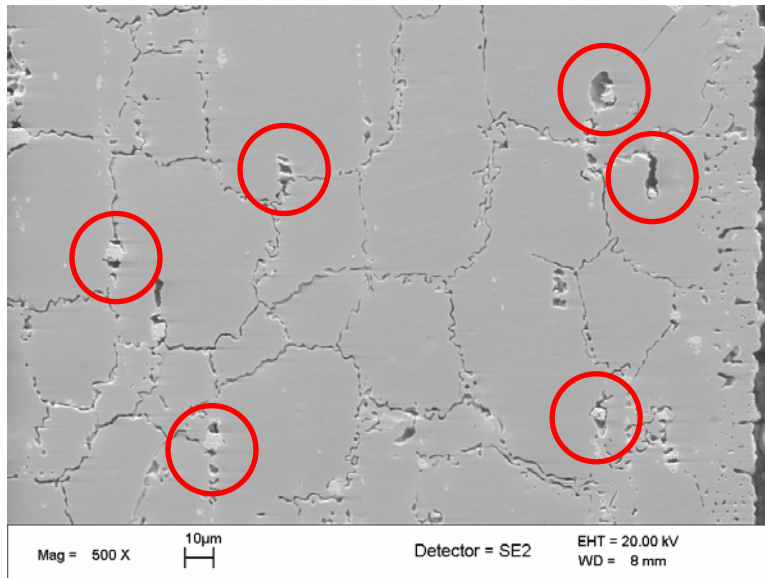 10µm
Mag = 500 X
Detector = SE2
EHT = 20.00 kV
WD = 8 mm